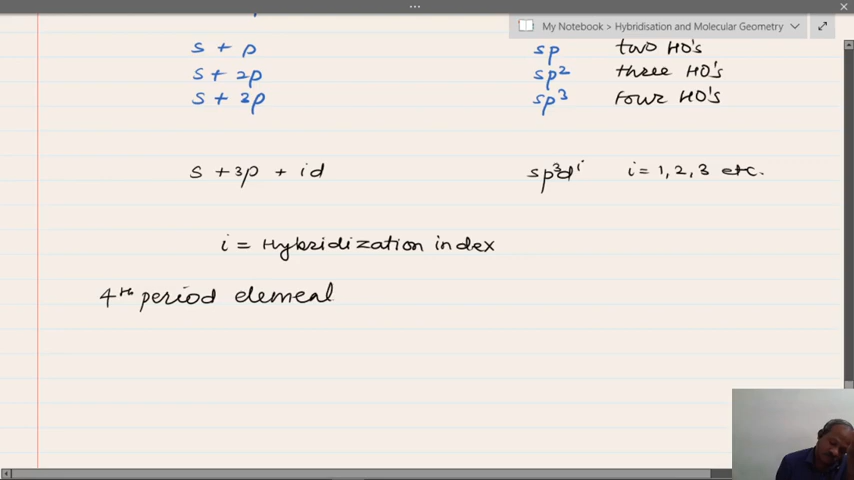 My Notebook > Hybridisation and Molecular Geometry
s + p sp two HO's
s + 2p sp² three HO's
s + 2p sp³ four HO's
s + 3p + id sp³dⁱ i = 1, 2, 3 etc.
i = Hybridization index
4th period elemeal